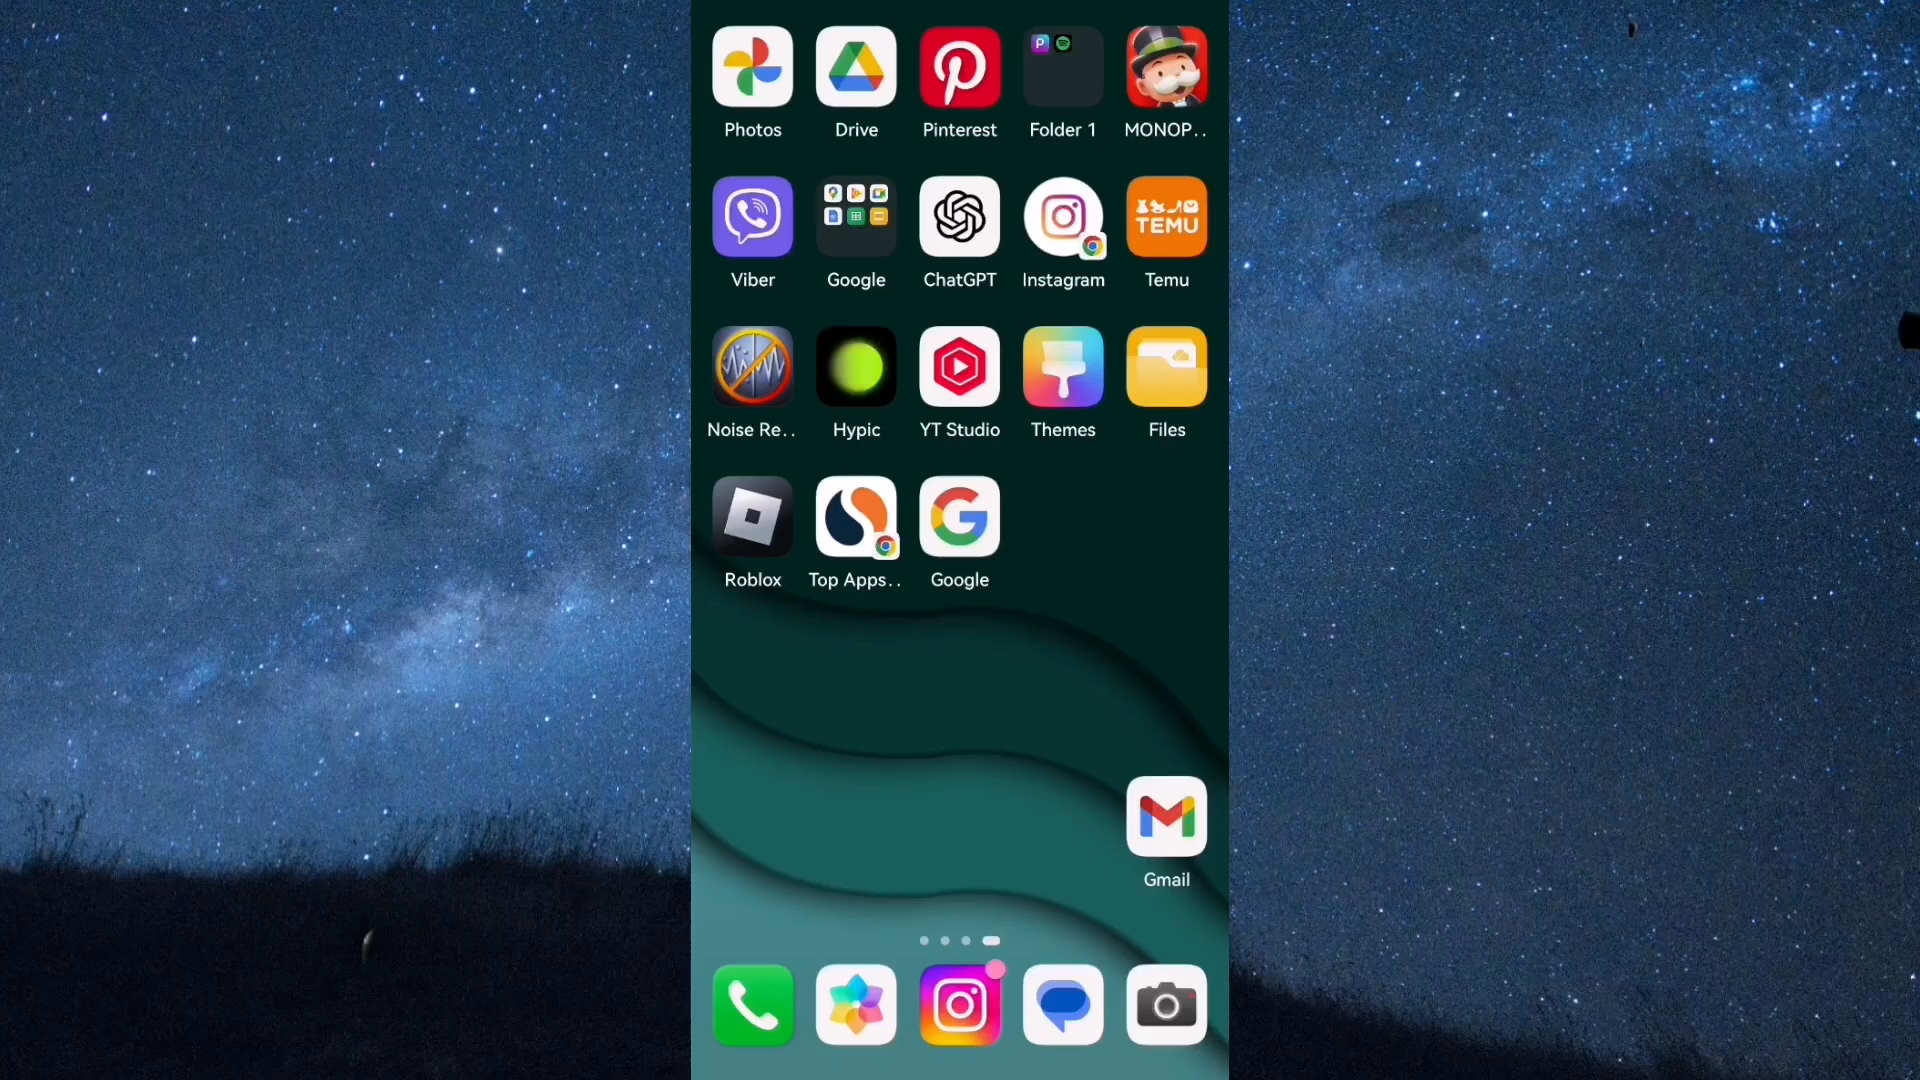 Photos Drive Pinterest Folder 1 MONOP..
TEMU
Viber Google ChatGPT Instagram Temu
Noise Re.. Hypic YT Studio Themes Files
Roblox Top Apps.. Google
Gmail